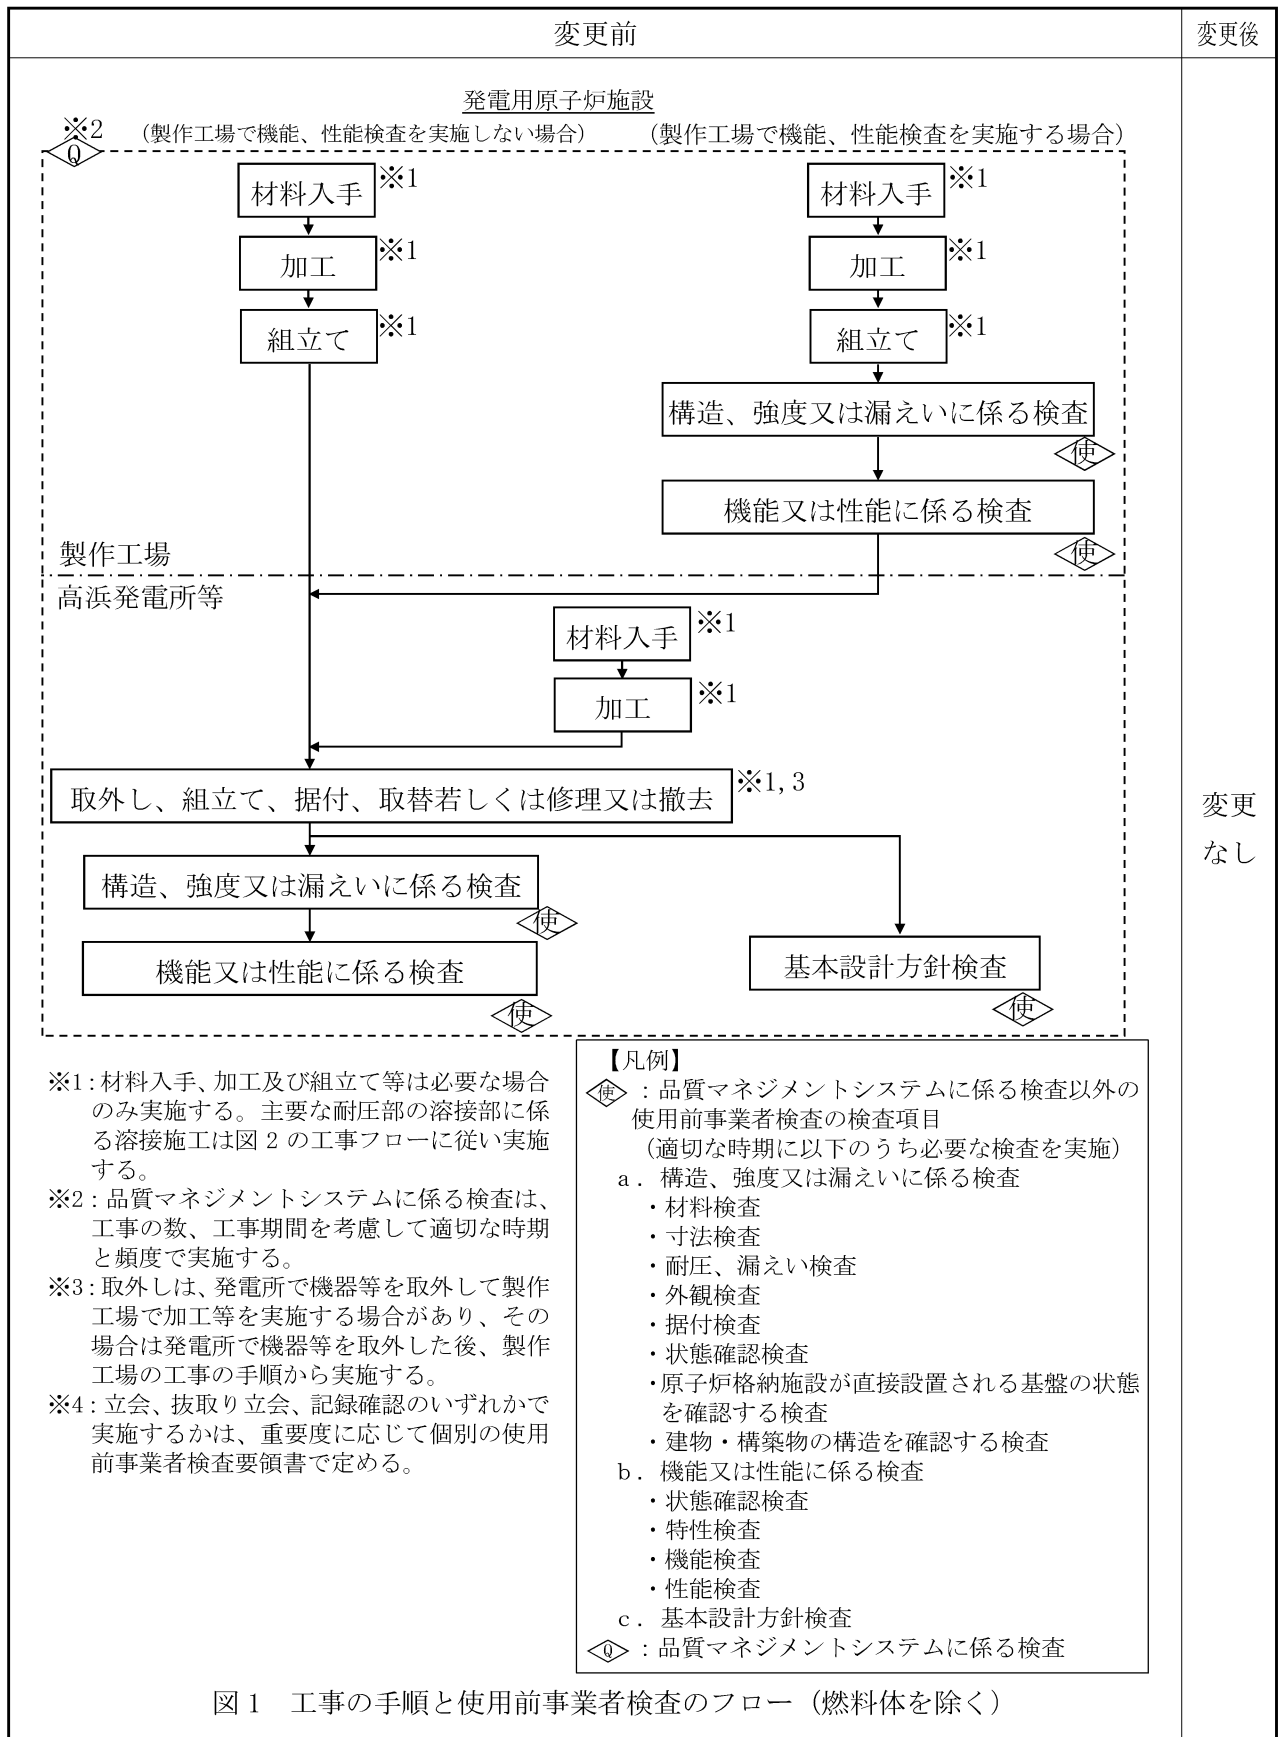 変更前
変更後
発電用原子炉施設
※2
(製作工場で機能、性能検査を実施しない場合)
(製作工場で機能、性能検査を実施する場合)
Q
材料入手
※1
材料入手
※1
加工
※1
加工
※1
組立て
※1
組立て
※1
構造、強度又は漏えいに係る検査
使
機能又は性能に係る検査
使
製作工場
高浜発電所等
材料入手
※1
加工
※1
取外し、組立て、据付、取替若しくは修理又は撤去
※1,3
変更
なし
構造、強度又は漏えいに係る検査
使
機能又は性能に係る検査
使
基本設計方針検査
使
※1:材料入手、加工及び組立て等は必要な場合
のみ実施する。主要な耐圧部の溶接部に係
る溶接施工は図2の工事フローに従い実施
する。
※2:品質マネジメントシステムに係る検査は、
工事の数、工事期間を考慮して適切な時期
と頻度で実施する。
※3:取外しは、発電所で機器等を取外して製作
工場で加工等を実施する場合があり、その
場合は発電所で機器等を取外した後、製作
工場の工事の手順から実施する。
※4:立会、抜取り立会、記録確認のいずれかで
実施するかは、重要度に応じて個別の使用
前事業者検査要領書で定める。
【凡例】
使:品質マネジメントシステムに係る検査以外の
使用前事業者検査の検査項目
(適切な時期に以下のうち必要な検査を実施)
a.構造、強度又は漏えいに係る検査
・材料検査
・寸法検査
・耐圧、漏えい検査
・外観検査
・据付検査
・状態確認検査
・原子炉格納施設が直接設置される基盤の状態
を確認する検査
・建物・構築物の構造を確認する検査
b.機能又は性能に係る検査
・状態確認検査
・特性検査
・機能検査
・性能検査
c.基本設計方針検査
Q:品質マネジメントシステムに係る検査
図1 工事の手順と使用前事業者検査のフロー(燃料体を除く)